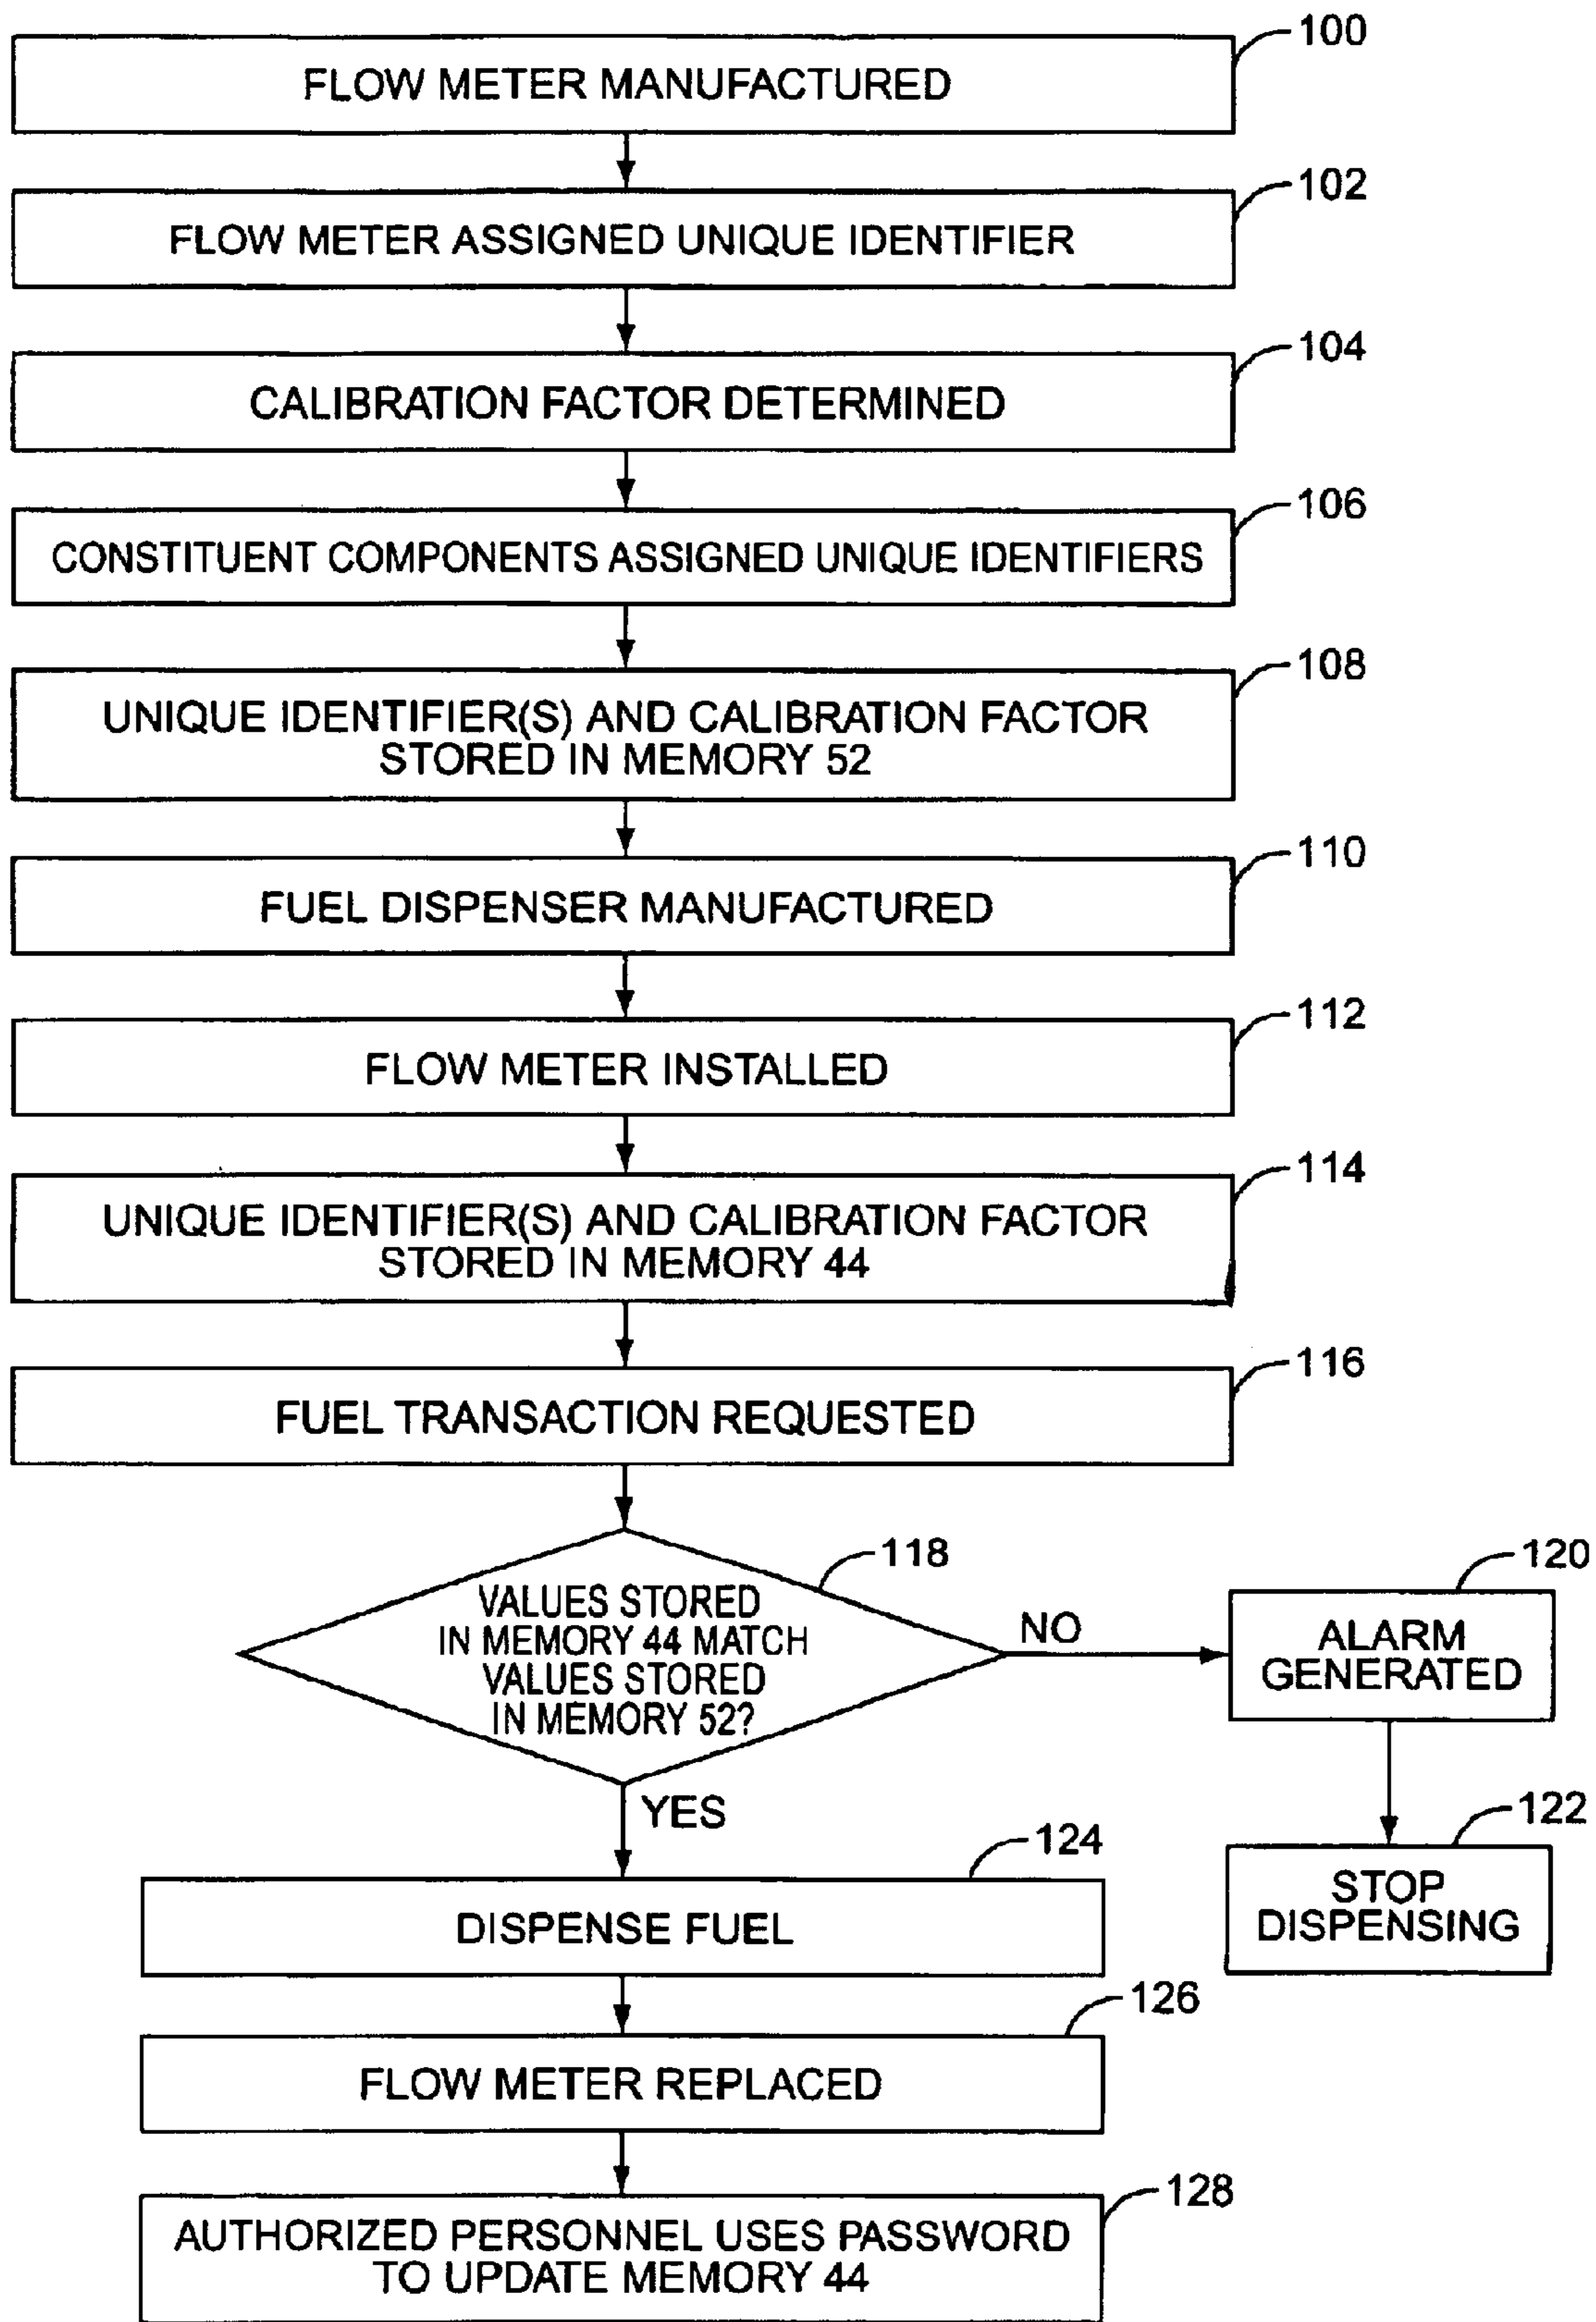 100
FLOW METER MANUFACTURED
102
FLOW METER ASSIGNED UNIQUE IDENTIFIER
104
CALIBRATION FACTOR DETERMINED
106
CONSTITUENT COMPONENTS ASSIGNED UNIQUE IDENTIFIERS
108
UNIQUE IDENTIFIER(S) AND CALIBRATION FACTOR
STORED IN MEMORY 52
110
FUEL DISPENSER MANUFACTURED
112
FLOW METER INSTALLED
114
UNIQUE IDENTIFIER(S) AND CALIBRATION FACTOR
STORED IN MEMORY 44
116
FUEL TRANSACTION REQUESTED
118
VALUES STORED
IN MEMORY 44 MATCH
VALUES STORED
IN MEMORY 52?
NO
120
ALARM
GENERATED
122
STOP
DISPENSING
YES
124
DISPENSE FUEL
126
FLOW METER REPLACED
128
AUTHORIZED PERSONNEL USES PASSWORD
TO UPDATE MEMORY 44